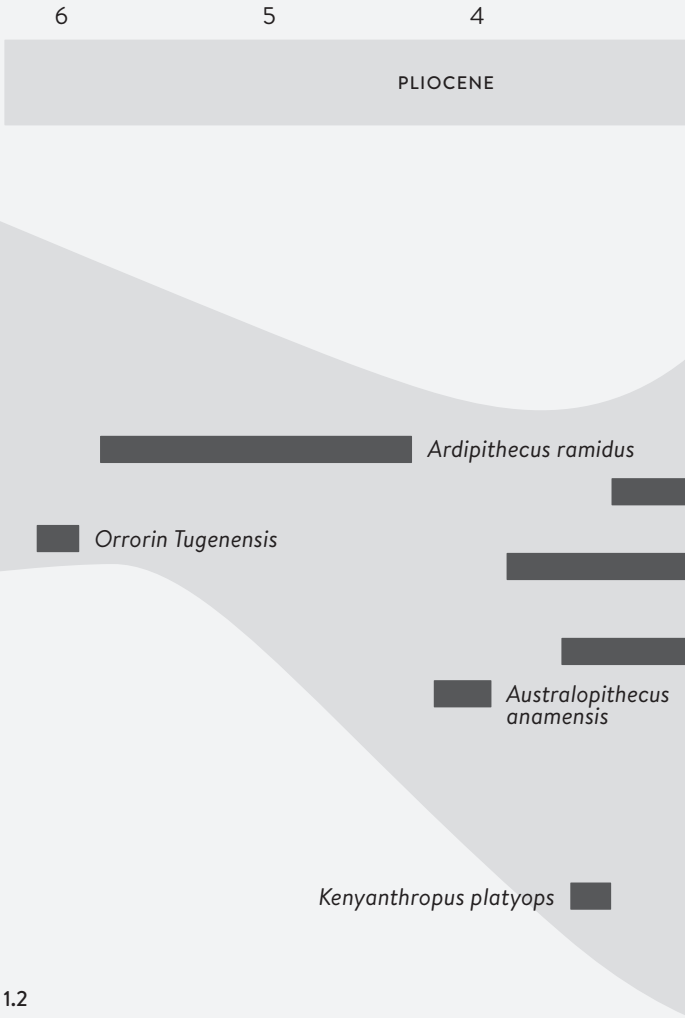 6 5 4
PLIOCENE
Ardipithecus ramidus
Orrorin Tugenensis
Australopithecus
anamensis
Kenyanthropus platyops
1.2